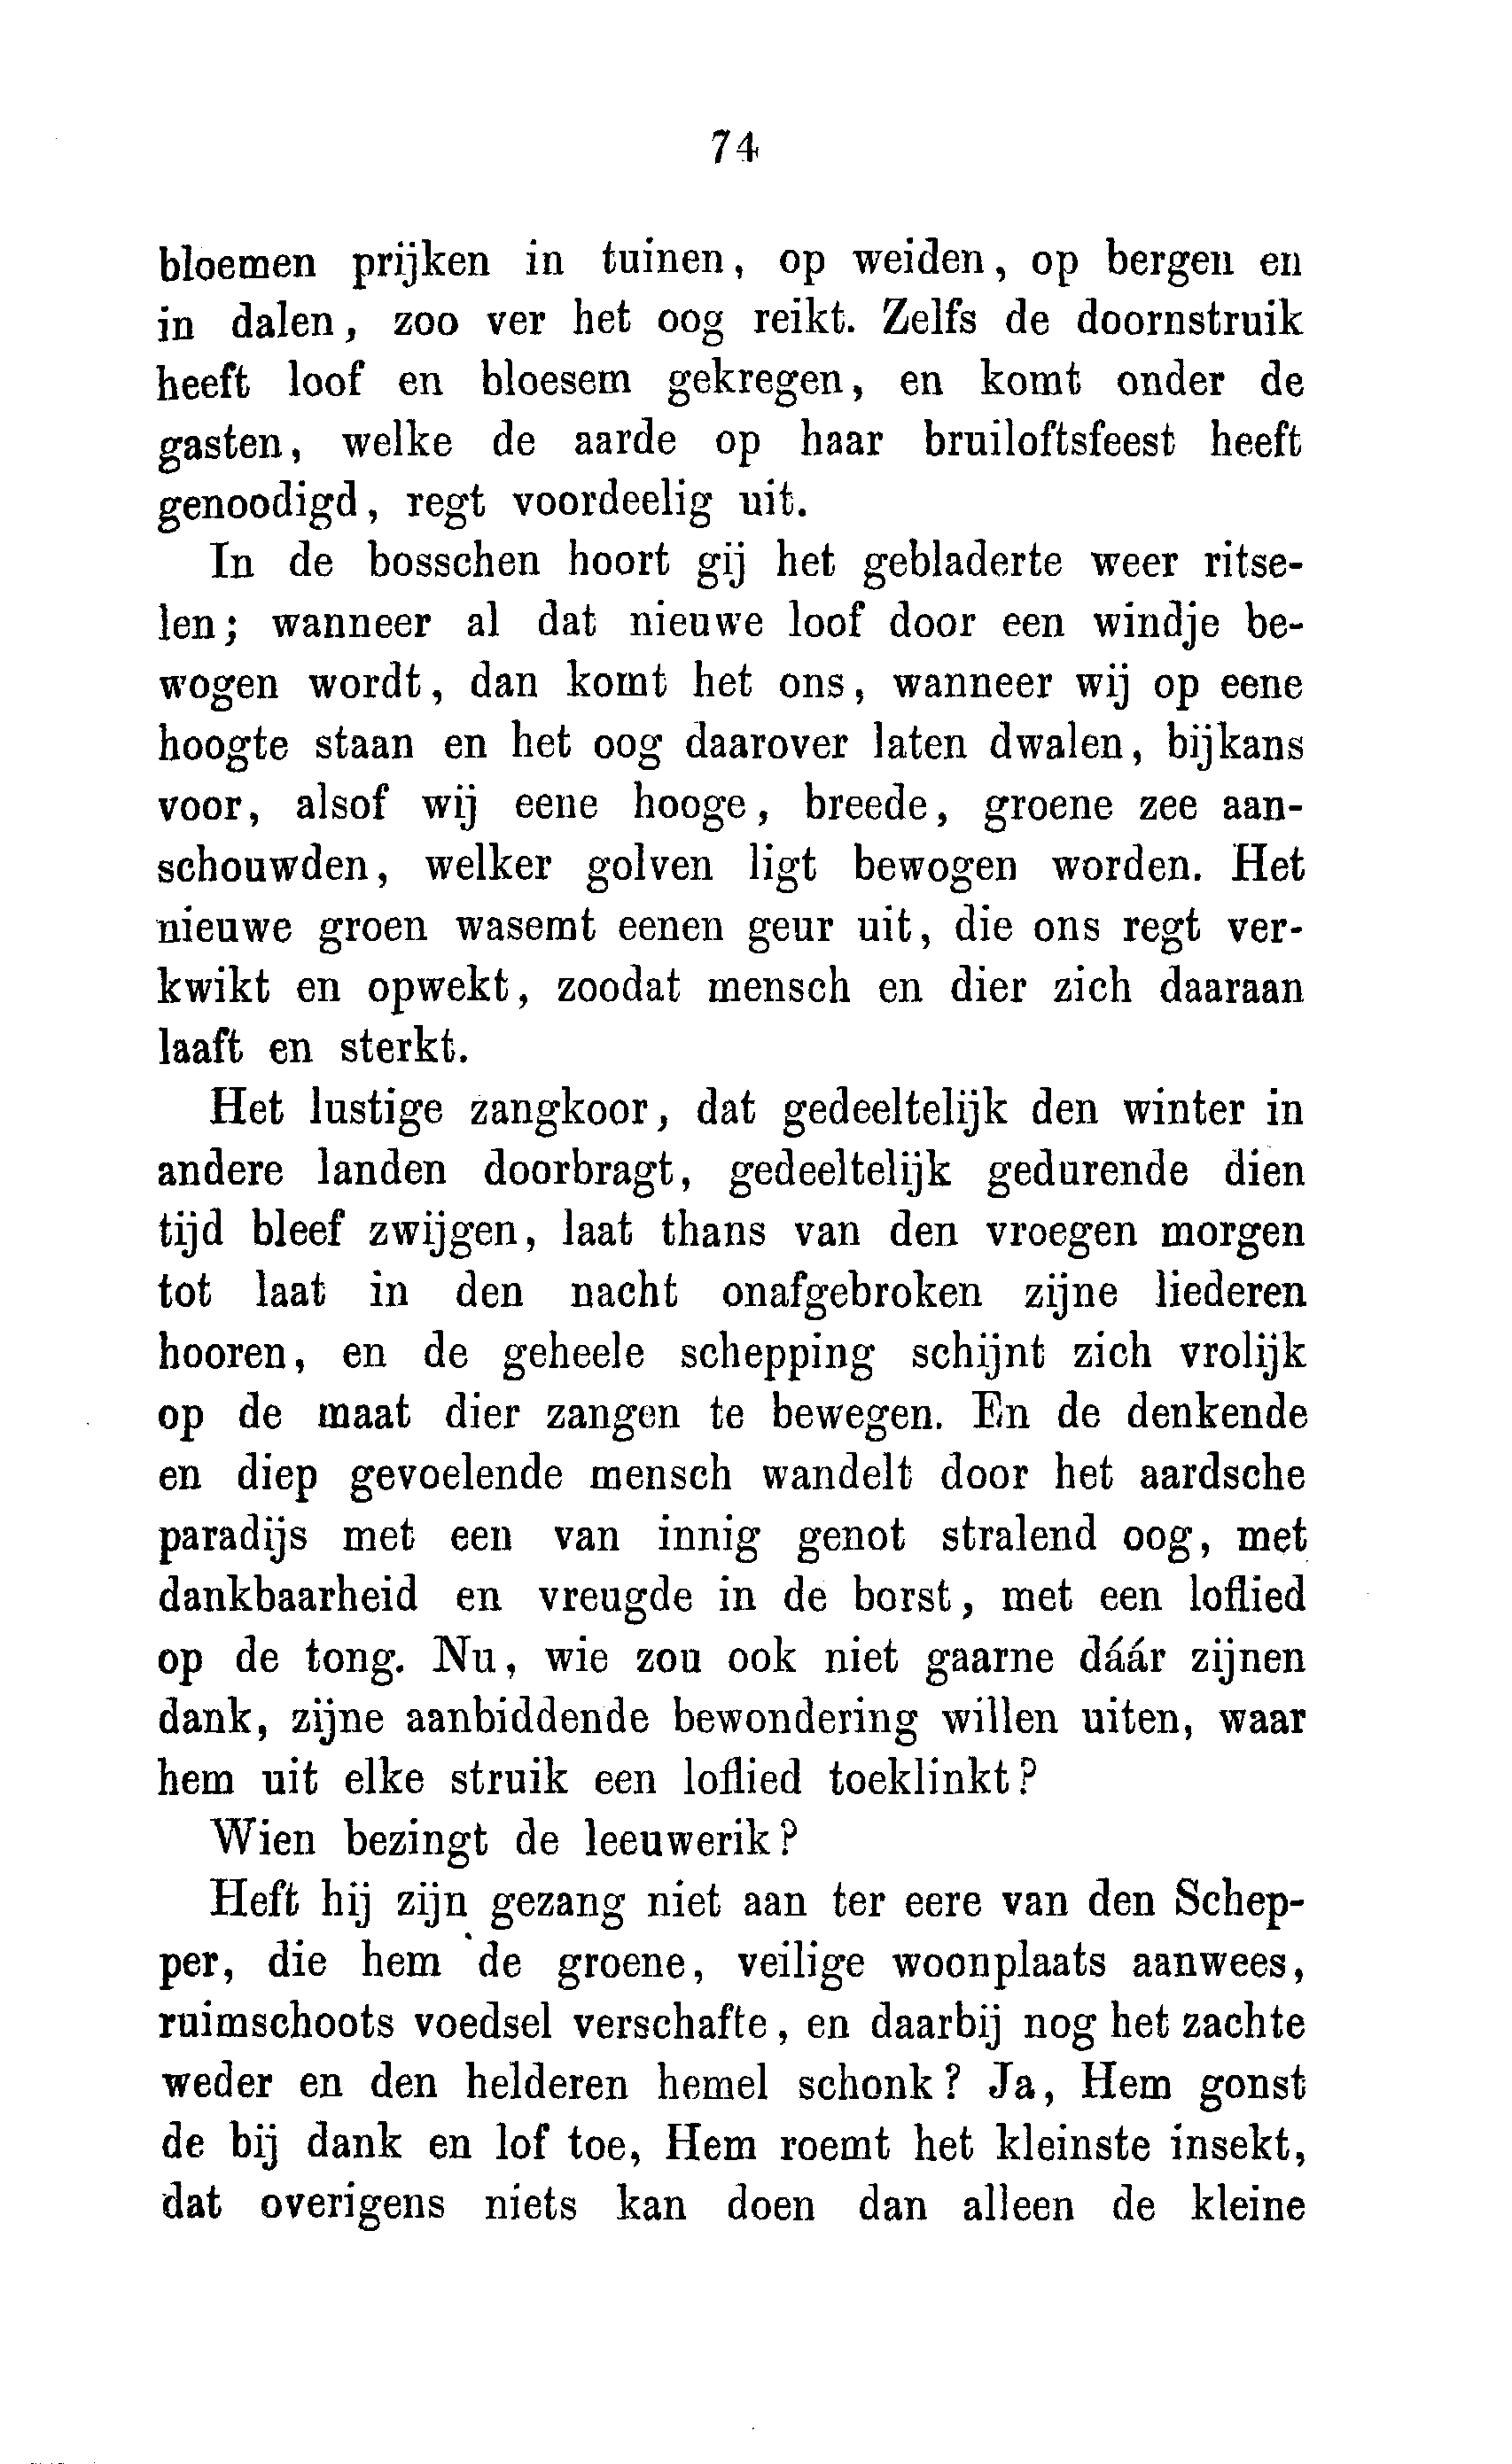 74
bloemen prijken in tuinen, op weiden, op bergen en
in dalen, zoo ver het oog reikt. Zelfs de doornstruik
heeft loof en bloesem gekregen, en komt onder de
gasten, welke de aarde op haar bruiloftsfeest heeft
genoodigd, regt voordeelig uit.
In de bosschen hoort gij het gebladerte weer ritse-
len; wanneer al dat nieuwe loof door een windje be-
wogen wordt, dan komt het ons, wanneer wij op eene
hoogte staan en het oog daarover laten dwalen, bijkans
voor, alsof wij eene hooge, breede, groene zee aan-
schouwden, welker golven ligt bewogen worden. Het
nieuwe groen wasemt eenen geur uit, die ons regt ver-
kwikt en opwekt, zoodat mensch en dier zich daaraan
laaft en sterkt.
Het lustige zangkoor, dat gedeeltelijk den winter in
andere landen doorbragt, gedeeltelijk gedurende dien
tijd bleef zwijgen, laat thans van den vroegen morgen
tot laat in den nacht onafgebroken zijne liederen
hooren, en de geheele schepping schijnt zich vrolijk
op de maat dier zangen te bewegen. En de denkende
en diep gevoelende mensch wandelt door het aardsche
paradijs met een van innig genot stralend oog, met
dankbaarheid en vreugde in de borst, met een loflied
op de tong. Nu, wie zou ook niet gaarne dáár zijnen
dank, zijne aanbiddende bewondering willen uiten, waar
hem uit elke struik een loflied toeklinkt?
Wien bezingt de leeuwerik?
Heft hij zijn gezang niet aan ter eere van den Schep-
per, die hem de groene, veilige woonplaats aanwees,
ruimschoots voedsel verschafte, en daarbij nog het zachte
weder en den helderen hemel schonk? Ja, Hem gonst
de bij dank en lof toe, Hem roemt het kleinste insekt,
dat overigens niets kan doen dan alleen de kleine